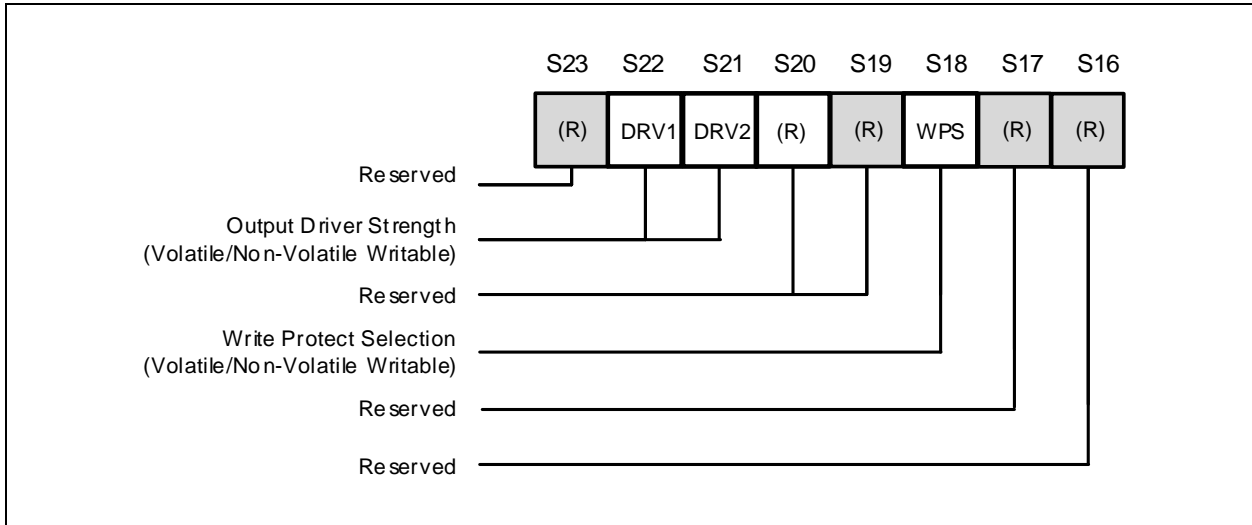 S23 S22 S21 S20 S19 S18 S17 S16
(R) DRV1 DRV2 (R) (R) WPS (R) (R)
Reserved
Output Driver Strength
(Volatile/Non-Volatile Writable)
Reserved
Write Protect Selection
(Volatile/Non-Volatile Writable)
Reserved
Reserved